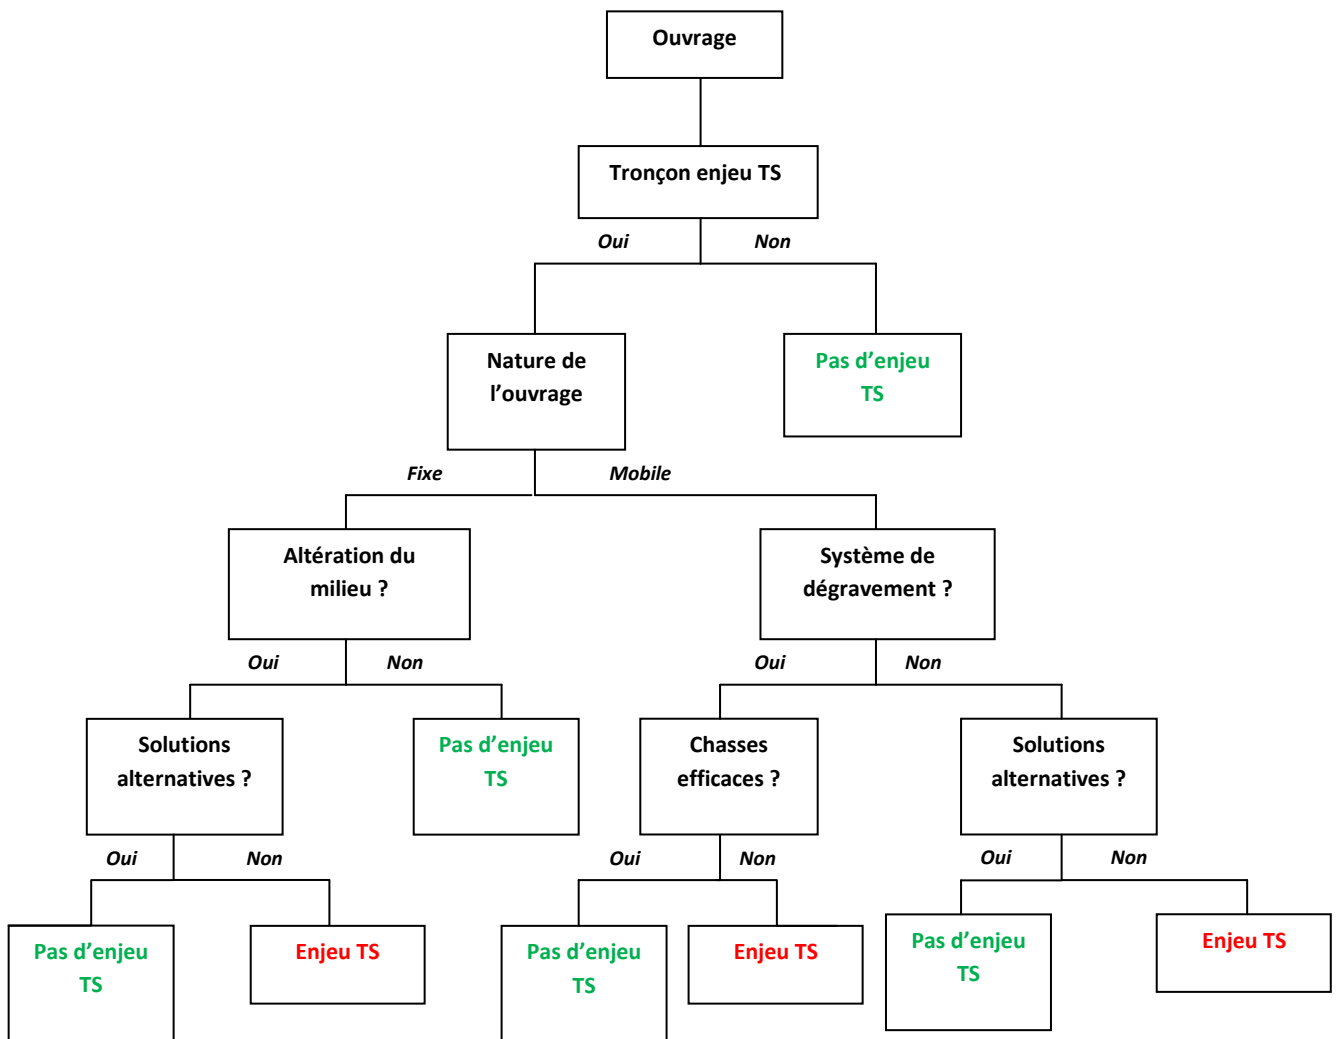 Ouvrage
Tronçon enjeu TS
Oui
Non
Nature de
l’ouvrage
Pas d’enjeu
TS
Fixe
Mobile
Altération du
milieu ?
Système de
dégravement ?
Oui
Non
Oui
Non
Solutions
alternatives ?
Pas d’enjeu
TS
Chasses
efficaces ?
Solutions
alternatives ?
Oui
Non
Oui
Non
Oui
Non
Pas d’enjeu
TS
Enjeu TS
Pas d’enjeu
TS
Enjeu TS
Pas d’enjeu
TS
Enjeu TS